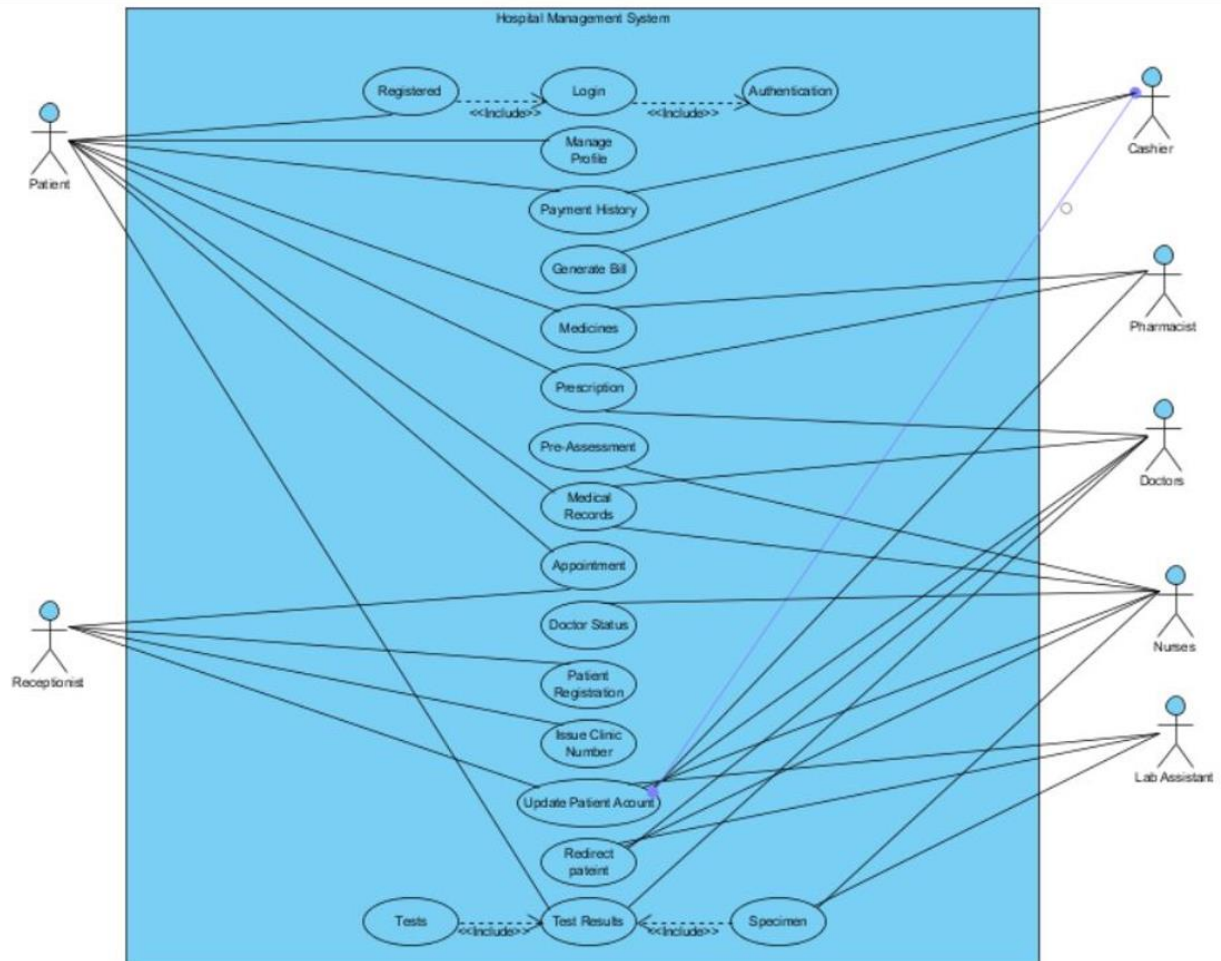 Hospital Management System
Registered
Login
Authentication
<<Include>>
<<Include>>
Manage
Profile
Patient
Cashier
Payment History
Generate Bill
Medicines
Pharmacist
Prescription
Pre-Assessment
Doctors
Medical
Records
Appointment
Doctor Status
Nurses
Receptionist
Patient
Registration
Issue Clinic
Number
Lab Assistant
Update Patient Acount
Redirect
pateint
Tests
Test Results
Specimen
<<Include>>
<<Include>>